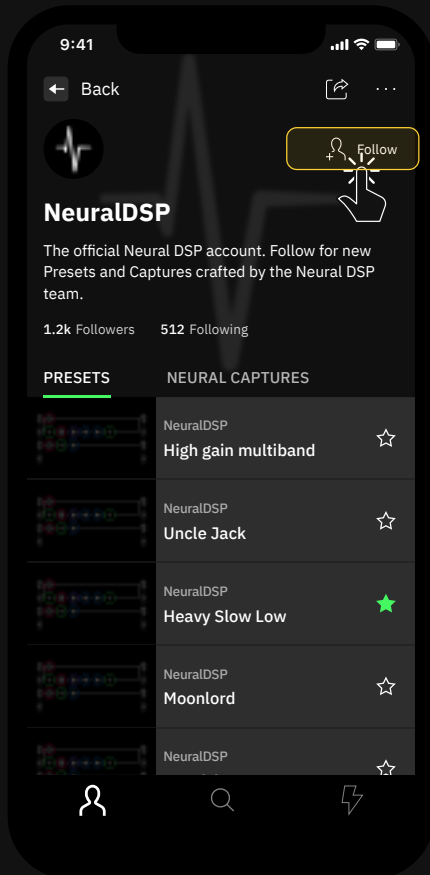 9:41
Back
Follow
NeuralDSP
The official Neural DSP account. Follow for new
Presets and Captures crafted by the Neural DSP
team.
1.2k Followers 512 Following
PRESETS NEURAL CAPTURES
NeuralDSP
High gain multiband
NeuralDSP
Uncle Jack
NeuralDSP
Heavy Slow Low
NeuralDSP
Moonlord
NeuralDSP